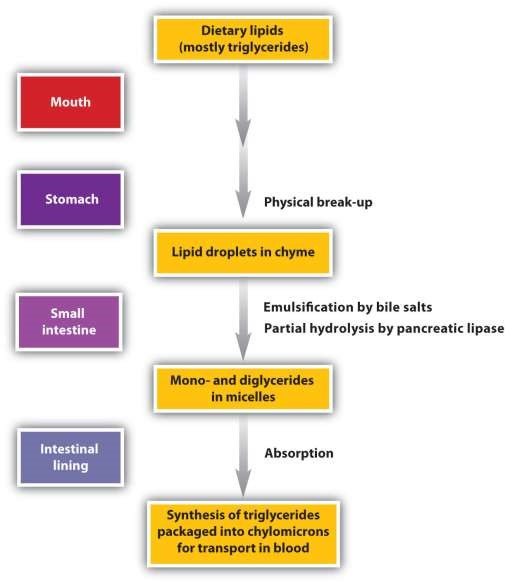 Dietary lipids
(mostly triglycerides)
Mouth
Stomach
Physical break-up
Lipid droplets in chyme
Small
intestine
Emulsification by bile salts
Partial hydrolysis by pancreatic lipase
Mono- and diglycerides
in micelles
Intestinal
lining
Absorption
Synthesis of triglycerides
packaged into chylomicrons
for transport in blood